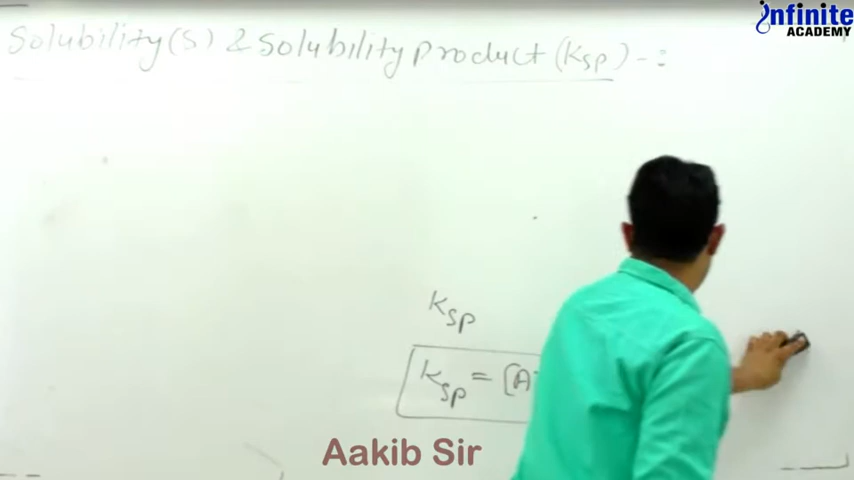 Infinite
ACADEMY
Solubility(S) & Solubility product (Ksp) -:
Ksp
Ksp = [A
Aakib Sir